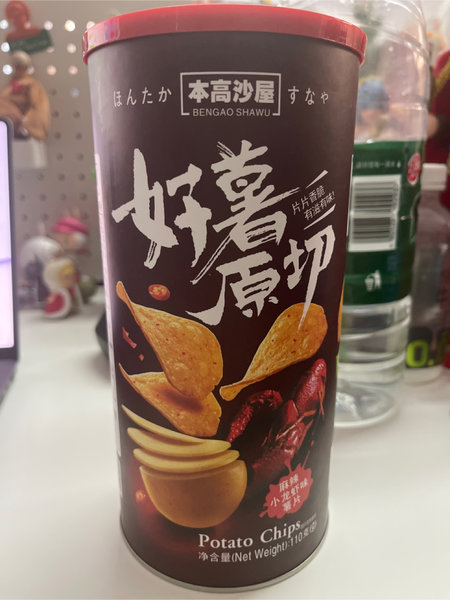 ほんたか 本高沙屋 すなや
BENGAO SHAWU
好薯原切
片片香脆
有滋有味!
麻辣
小龙虾味
薯片
Potato Chips
净含量(Net Weight):110克(g)